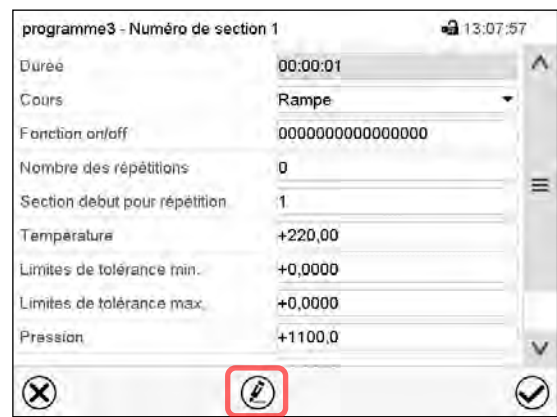 programme3 - Numéro de section 1 13:07:57
Durée 00:00:01
Cours Rampe
Fonction on/off 0000000000000000
Nombre des répétitions 0
Section debut pour répétition 1
Température +220,00
Limites de tolérance min. +0,0000
Limites de tolérance max. +0,0000
Pression +1100,0